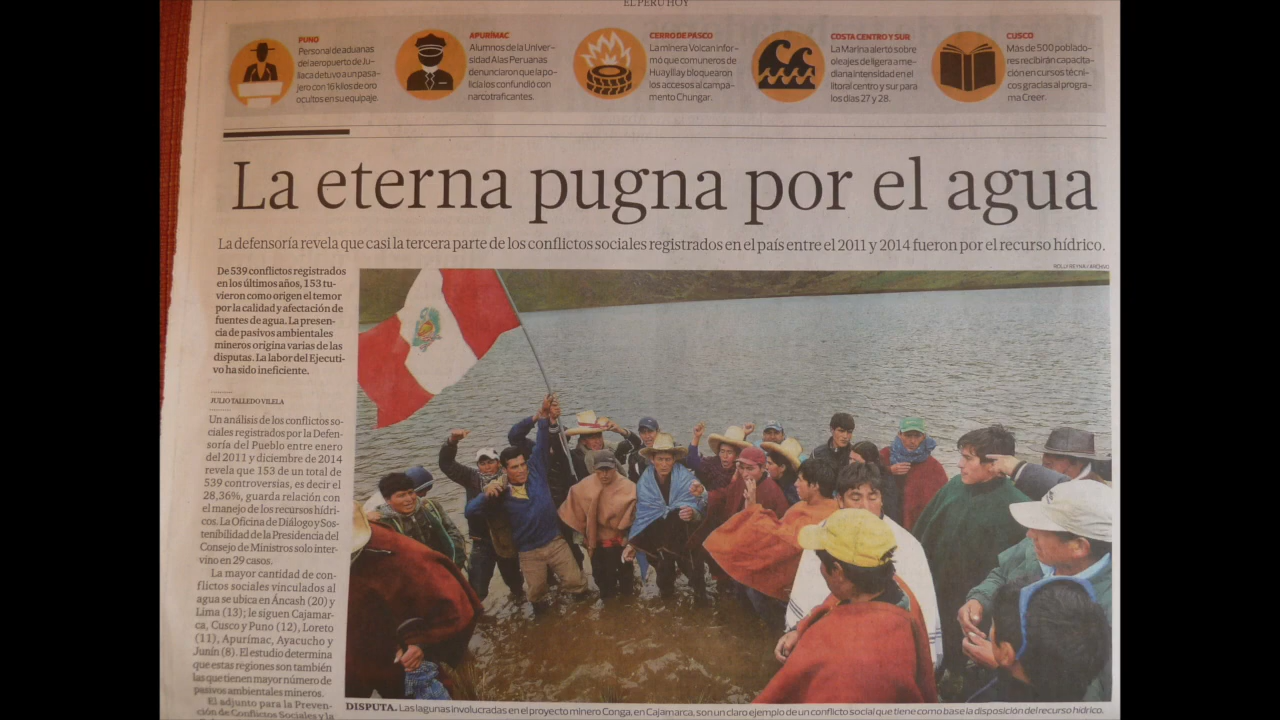 EL PERÚ HOY
PUNO
Personal de aduanas
del aeropuerto de Ju-
liaca detuvo a un pasa-
jero con 16 kilos de oro
ocultos en su equipaje.
APURÍMAC
Alumnos de la Univer-
sidad Alas Peruanas
denunciaron que la po-
licía los confundió con
narcotraficantes.
CERRO DE PASCO
La minera Volcan infor-
mó que comuneros de
Huayllay bloquearon
los accesos al campa-
mento Chungar.
COSTA CENTRO Y SUR
La Marina alertó sobre
oleajes de ligera a me-
diana intensidad en el
litoral centro y sur para
los días 27 y 28.
CUSCO
Más de 500 poblado-
res recibirán capacita-
ción en cursos técni-
cos gracias al progra-
ma Creer.
La eterna pugna por el agua
La defensoría revela que casi la tercera parte de los conflictos sociales registrados en el país entre el 2011 y 2014 fueron por el recurso hídrico.
De 539 conflictos registrados
en los últimos años, 153 tu-
vieron como origen el temor
por la calidad y afectación de
fuentes de agua. La presen-
cia de pasivos ambientales
mineros origina varias de las
disputas. La labor del Ejecuti-
vo ha sido ineficiente.
JULIO TALLEDO VILELA
Un análisis de los conflictos so-
ciales registrados por la Defen-
soría del Pueblo entre enero
del 2011 y diciembre de 2014
revela que 153 de un total de
539 controversias, es decir el
28,36%, guarda relación con
el manejo de los recursos hídri-
cos. La Oficina de Diálogo y Sos-
tenibilidad de la Presidencia del
Consejo de Ministros solo inter-
vino en 29 casos.
La mayor cantidad de con-
flictos sociales vinculados al
agua se ubica en Áncash (20) y
Lima (13); le siguen Cajamar-
ca, Cusco y Puno (12), Loreto
(11), Apurímac, Ayacucho y
Junín (8). El estudio determina
que estas regiones son también
las que tienen mayor número de
pasivos ambientales mineros.
El adjunto para la Preven-
ción de Conflictos Sociales y la
DISPUTA. Las lagunas involucradas en el proyecto minero Conga, en Cajamarca, son un claro ejemplo de un conflicto social que tiene como base la disposición del recurso hídrico.